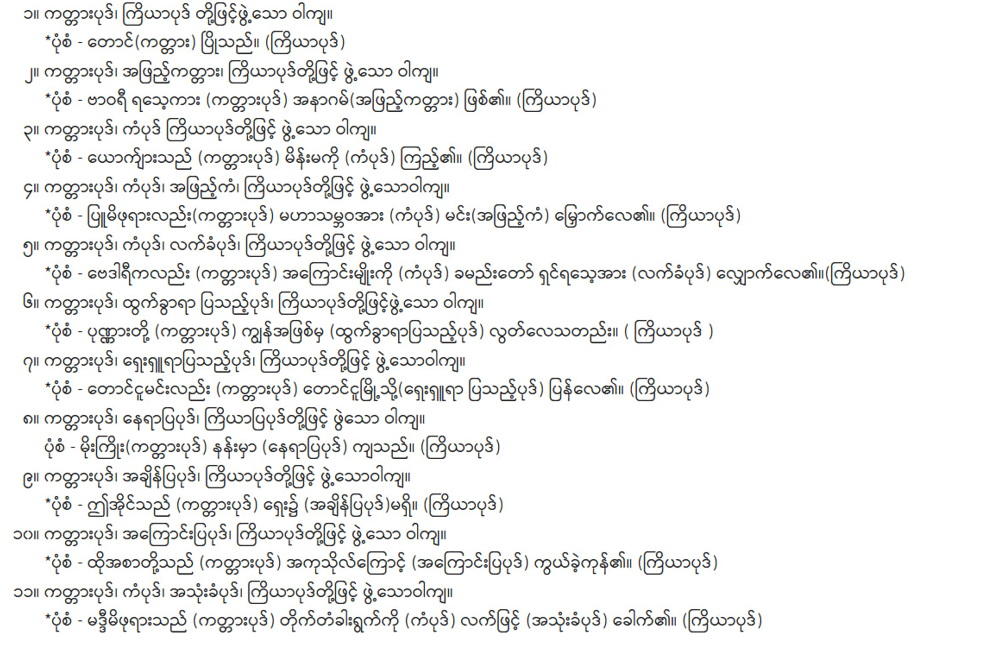 ၁။ ကတ္တားပုဒ်၊ ကြိယာပုဒ် တို့ဖြင့်ဖွဲ့သော ဝါကျ။
*ပုံစံ - တောင်(ကတ္တား) ပြိုသည်။ (ကြိယာပုဒ်)
၂။ ကတ္တားပုဒ်၊ အဖြည့်ကတ္တား၊ ကြိယာပုဒ်တို့ဖြင့် ဖွဲ့သော ဝါကျ။
*ပုံစံ - ဗာဝရီ ရသေ့ကား (ကတ္တားပုဒ်) အနာဂမ်(အဖြည့်ကတ္တား) ဖြစ်၏။ (ကြိယာပုဒ်)
၃။ ကတ္တားပုဒ်၊ ကံပုဒ် ကြိယာပုဒ်တို့ဖြင့် ဖွဲ့သော ဝါကျ။
*ပုံစံ - ယောက်ျားသည် (ကတ္တားပုဒ်) မိန်းမကို (ကံပုဒ်) ကြည့်၏။ (ကြိယာပုဒ်)
၄။ ကတ္တားပုဒ်၊ ကံပုဒ်၊ အဖြည့်ကံ၊ ကြိယာပုဒ်တို့ဖြင့် ဖွဲ့သောဝါကျ။
*ပုံစံ - ပြူမိဖုရားလည်း(ကတ္တားပုဒ်) မဟာသမ္ဘဝအား (ကံပုဒ်) မင်း(အဖြည့်ကံ) မြှောက်လေ၏။ (ကြိယာပုဒ်)
၅။ ကတ္တားပုဒ်၊ ကံပုဒ်၊ လက်ခံပုဒ်၊ ကြိယာပုဒ်တို့ဖြင့် ဖွဲ့သော ဝါကျ။
*ပုံစံ - ဗေဒါရီကလည်း (ကတ္တားပုဒ်) အကြောင်းမျိုးကို (ကံပုဒ်) ခမည်းတော် ရှင်ရသေ့အား (လက်ခံပုဒ်) လျှောက်လေ၏။(ကြိယာပုဒ်)
၆။ ကတ္တားပုဒ်၊ ထွက်ခွာရာ ပြသည့်ပုဒ်၊ ကြိယာပုဒ်တို့ဖြင့်ဖွဲ့သော ဝါကျ။
*ပုံစံ - ပုဏ္ဏားတို့ (ကတ္တားပုဒ်) ကျွန်အဖြစ်မှ (ထွက်ခွာရာပြသည့်ပုဒ်) လွတ်လေသတည်း။ ( ကြိယာပုဒ် )
၇။ ကတ္တားပုဒ်၊ ရှေးရှူရာပြသည့်ပုဒ်၊ ကြိယာပုဒ်တို့ဖြင့် ဖွဲ့သောဝါကျ။
*ပုံစံ - တောင်ငူမင်းလည်း (ကတ္တားပုဒ်) တောင်ငူမြို့သို့(ရှေးရှူရာ ပြသည့်ပုဒ်) ပြန်လေ၏။ (ကြိယာပုဒ်)
၈။ ကတ္တားပုဒ်၊ နေရာပြပုဒ်၊ ကြိယာပြပုဒ်တို့ဖြင့် ဖွဲသော ဝါကျ။
ပုံစံ - မိုးကြိုး(ကတ္တားပုဒ်) နန်းမှာ (နေရာပြပုဒ်) ကျသည်။ (ကြိယာပုဒ်)
၉။ ကတ္တားပုဒ်၊ အချိန်ပြပုဒ်၊ ကြိယာပုဒ်တို့ဖြင့် ဖွဲ့သောဝါကျ။
*ပုံစံ - ဤအိုင်သည် (ကတ္တားပုဒ်) ရှေး၌ (အချိန်ပြပုဒ်)မရှိ။ (ကြိယာပုဒ်)
၁၀။ ကတ္တားပုဒ်၊ အကြောင်းပြပုဒ်၊ ကြိယာပုဒ်တို့ဖြင့် ဖွဲ့သော ဝါကျ။
*ပုံစံ - ထိုအစာတို့သည် (ကတ္တားပုဒ်) အကုသိုလ်ကြောင့် (အကြောင်းပြပုဒ်) ကွယ်ခဲ့ကုန်၏။ (ကြိယာပုဒ်)
၁၁။ ကတ္တားပုဒ်၊ ကံပုဒ်၊ အသုံးခံပုဒ်၊ ကြိယာပုဒ်တို့ဖြင့် ဖွဲ့သောဝါကျ။
*ပုံစံ - မဒ္ဒီမိဖုရားသည် (ကတ္တားပုဒ်) တိုက်တံခါးရွက်ကို (ကံပုဒ်) လက်ဖြင့် (အသုံးခံပုဒ်) ခေါက်၏။ (ကြိယာပုဒ်)